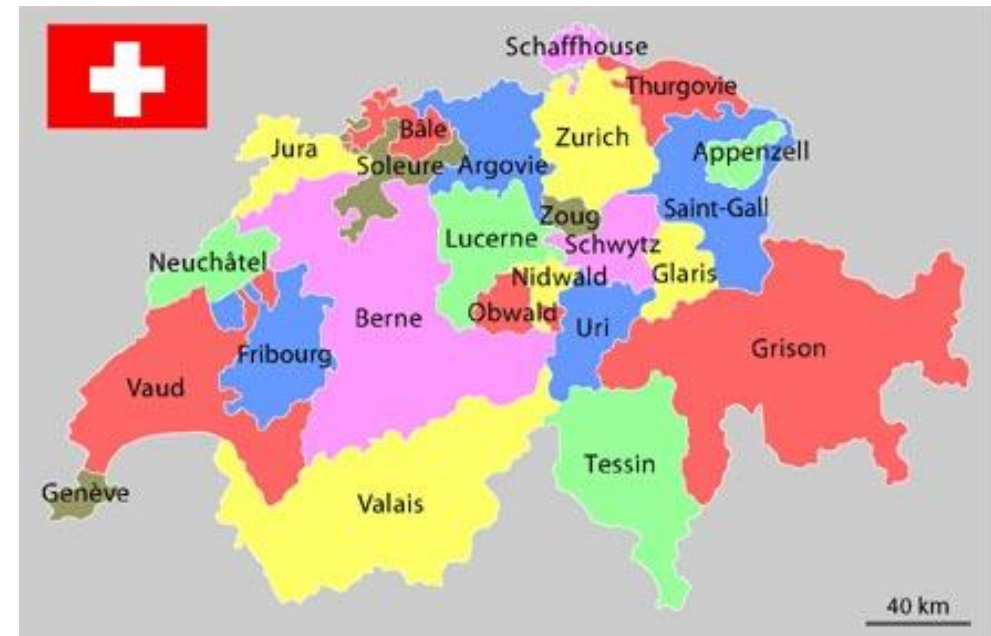 Schaffhouse
Thurgovie
Bâle
Zurich
Jura
Soleure
Argovie
Appenzell
Zoug
Saint-Gall
Lucerne
Schwytz
Neuchâtel
Nidwald
Glaris
Obwald
Berne
Uri
Fribourg
Grison
Vaud
Tessin
Genève
Valais
40 km